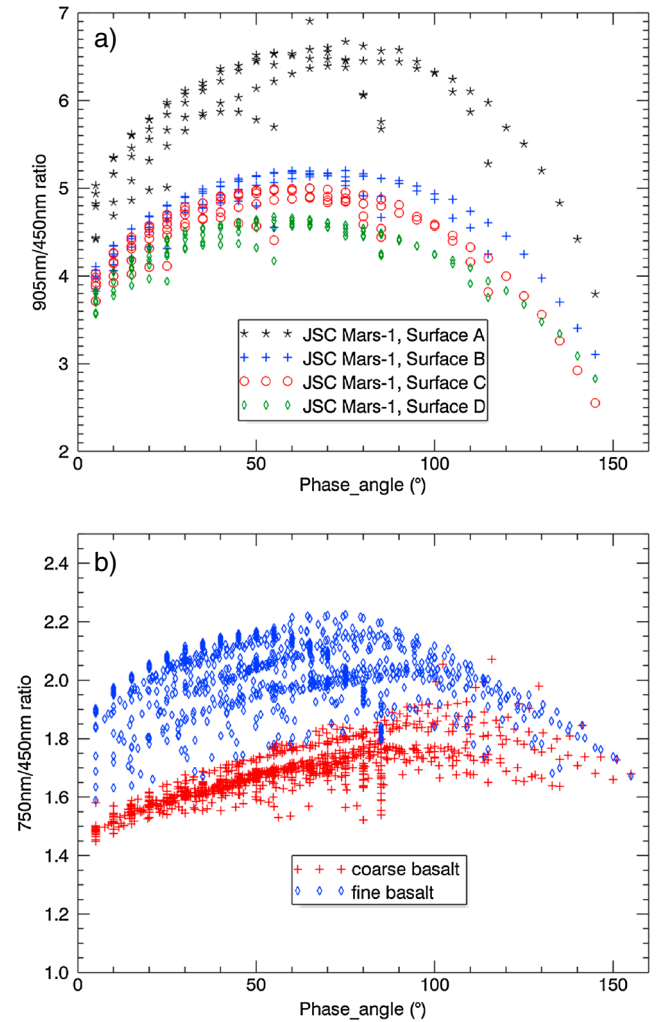 a)
7
6
5
4
3
2
905nm/450nm ratio
JSC Mars-1, Surface A
JSC Mars-1, Surface B
JSC Mars-1, Surface C
JSC Mars-1, Surface D
0 50 100 150
Phase_angle (°)
b)
2.4
2.2
2.0
1.8
1.6
1.4
1.2
1.0
750nm/450nm ratio
coarse basalt
fine basalt
0 50 100 150
Phase_angle (°)